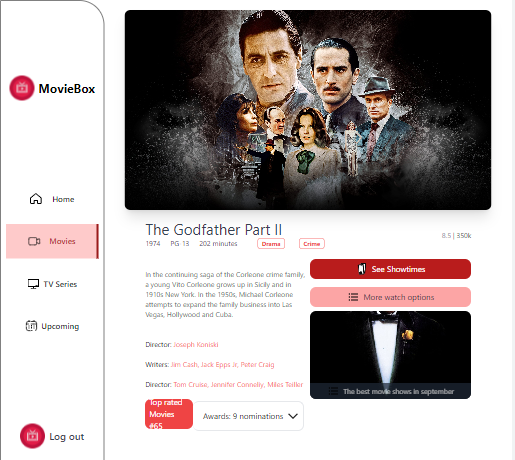 MovieBox
Home
Movies
TV Series
Upcoming
Log out
The Godfather Part II
1974 PG 13 202 minutes Drama Crime
8.5 | 350k
In the continuing saga of the Corleone crime family,
a young Vito Corleone grows up in Sicily and in
1910s New York. In the 1950s, Michael Corleone
attempts to expand the family business into Las
Vegas, Hollywood and Cuba.
Director: Joseph Koniski
Writers: Jim Cash, Jack Epps Jr, Peter Craig
Director: Tom Cruise, Jennifer Connelly, Miles Teiller
Top rated
Movies
#65
Awards: 9 nominations
See Showtimes
More watch options
The best movie shows in september